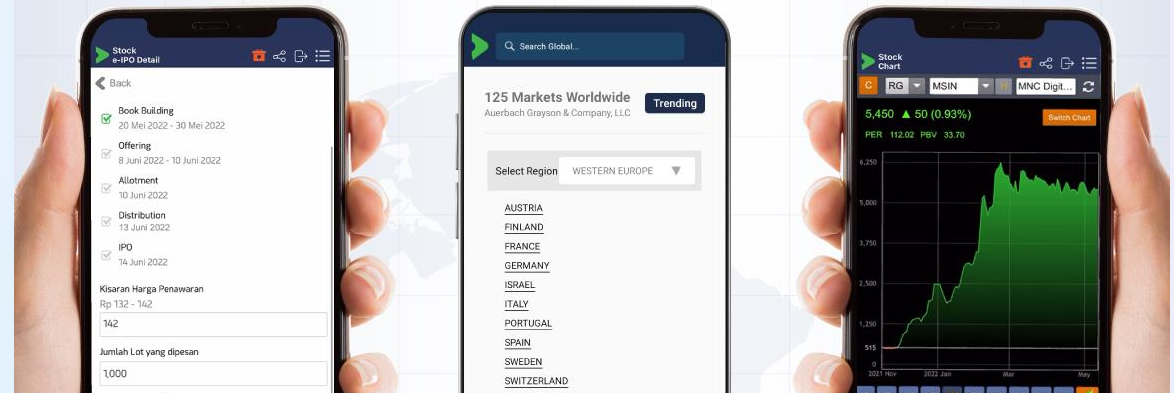 Stock
e-IPO Detail
Back
Book Building
20 Mei 2022 - 30 Mei 2022
Offering
8 Juni 2022 - 10 Juni 2022
Allotment
10 Juni 2022
Distribution
13 Juni 2022
IPO
14 Juni 2022
Kisaran Harga Penawaran
Rp 132 - 142
142
Jumlah Lot yang dipesan
1,000
Search Global...
125 Markets Worldwide
Auerbach Grayson & Company, LLC
Trending
Select Region
WESTERN EUROPE
AUSTRIA
FINLAND
FRANCE
GERMANY
ISRAEL
ITALY
PORTUGAL
SPAIN
SWEDEN
SWITZERLAND
Stock
Chart
C RG MSIN H MNC Digit...
5,450 ▲ 50 (0.93%)
Switch Chart
PER 112.02 PBV 33.70
6,250
5,000
3,750
2,500
1,250
515
0
2021 Nov 2022 Jan Mar May